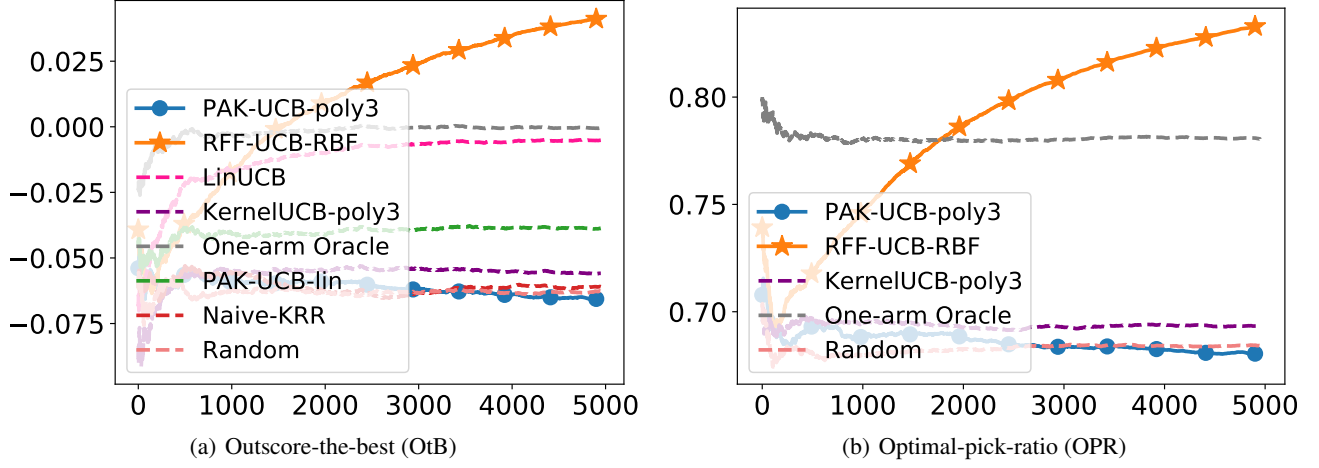 0.025
0.000
−0.025
−0.050
−0.075
PAK-UCB-poly3
RFF-UCB-RBF
LinUCB
KernelUCB-poly3
One-arm Oracle
PAK-UCB-lin
Naive-KRR
Random
0 1000 2000 3000 4000 5000
(a) Outscore-the-best (OtB)
0.80
0.75
0.70
PAK-UCB-poly3
RFF-UCB-RBF
KernelUCB-poly3
One-arm Oracle
Random
0 1000 2000 3000 4000 5000
(b) Optimal-pick-ratio (OPR)